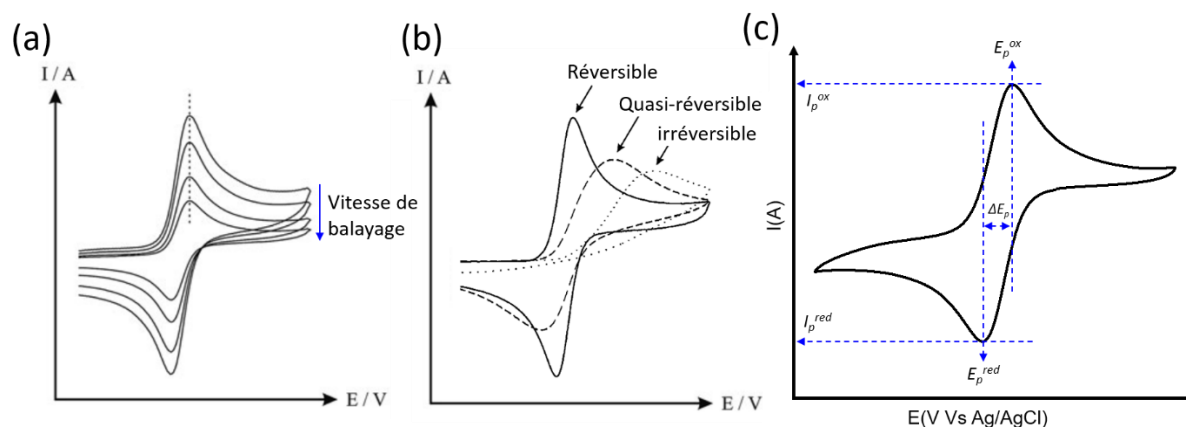 (a)
I / A
Vitesse de
balayage
E / V
(b)
I / A
Réversible
Quasi-réversible
irréversible
E / V
(c)
E_p^ox
I_p^ox
I(A)
ΔE_p
I_p^red
E_p^red
E(V Vs Ag/AgCl)